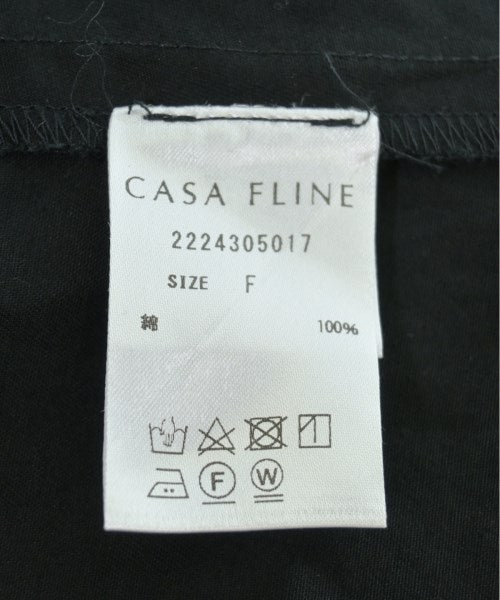 CASA FLINE
2224305017
SIZE F
綿 100%
F W